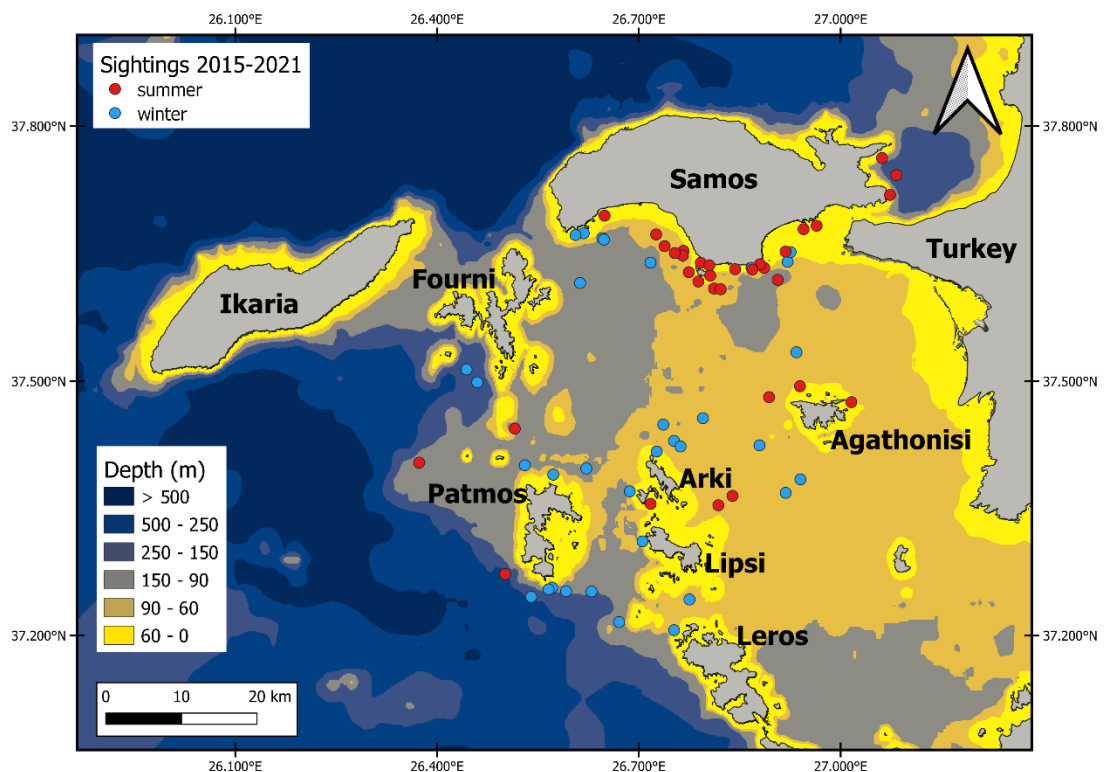 26.100°E 26.400°E 26.700°E 27.000°E
Sightings 2015-2021
summer
winter
37.800°N 37.800°N
Samos
Turkey
Fourni
Ikaria
37.500°N 37.500°N
Agathonisi
Depth (m)
> 500
500 - 250
250 - 150
150 - 90
90 - 60
60 - 0
Arki
Patmos
Lipsi
37.200°N 37.200°N
Leros
0 10 20 km
26.100°E 26.400°E 26.700°E 27.000°E